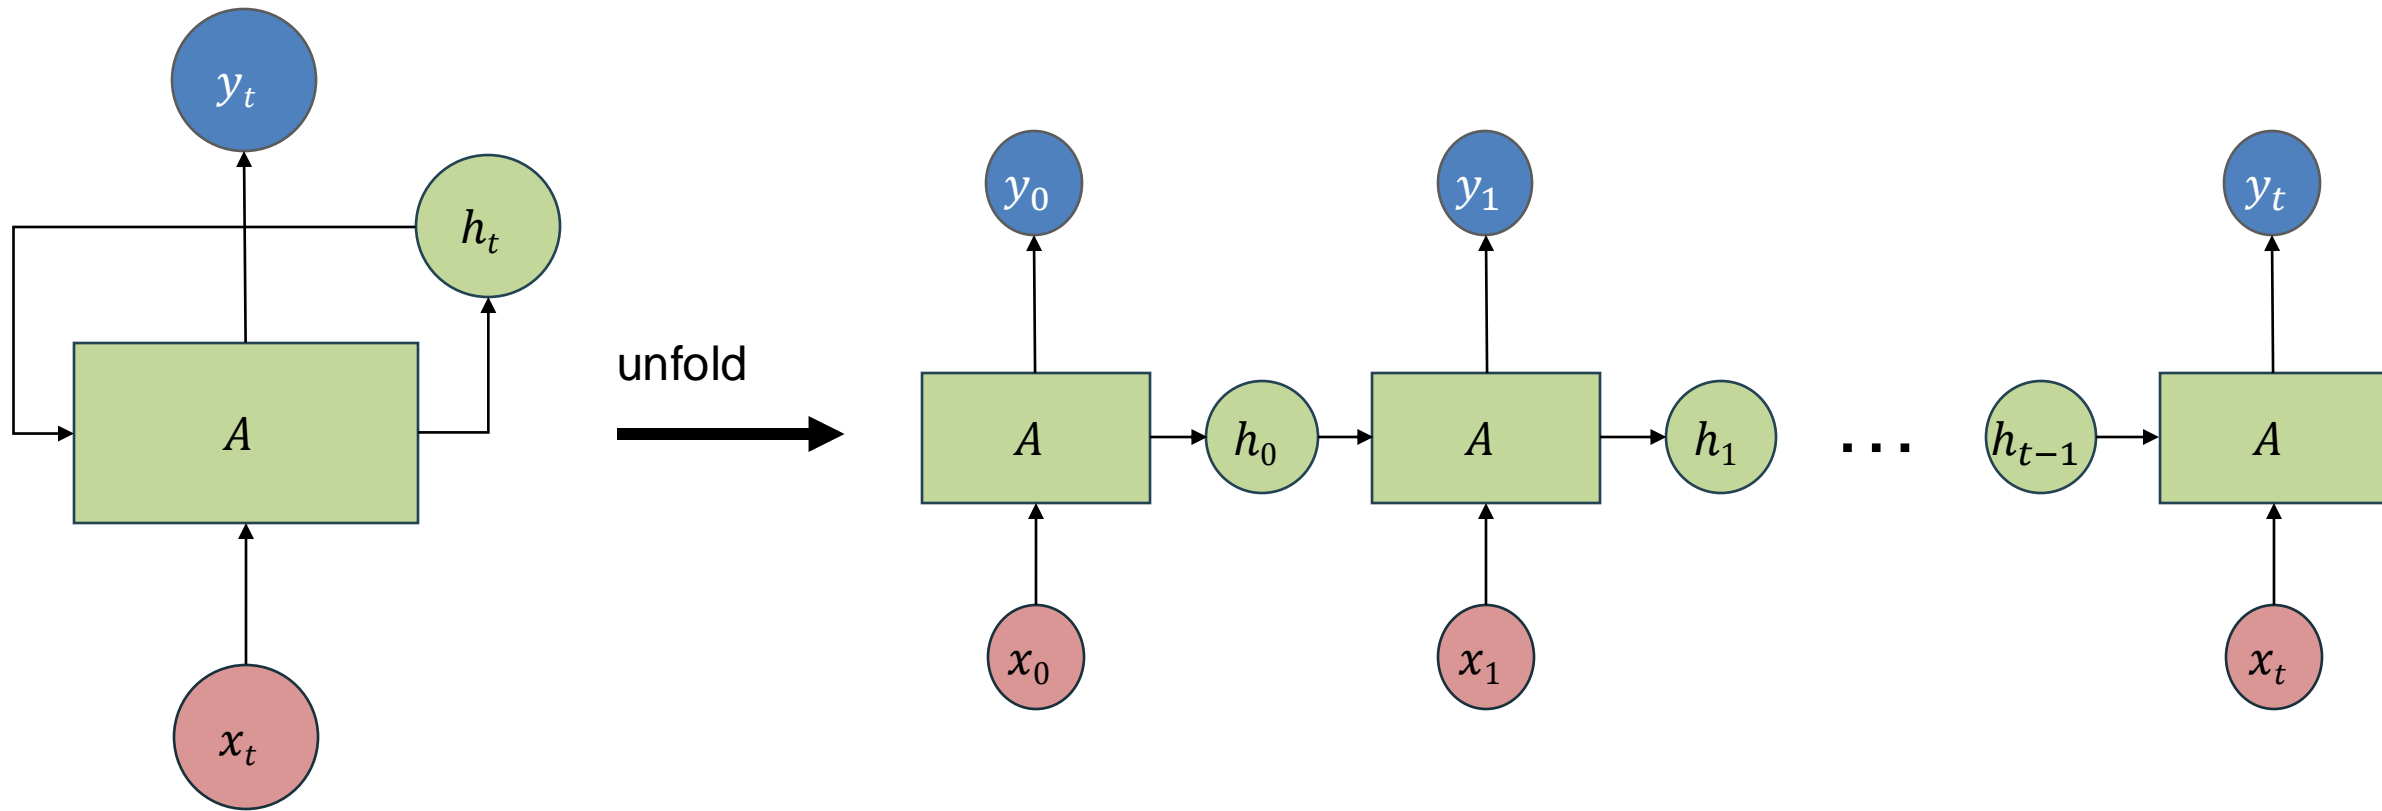 y_t
h_t
A
x_t
unfold
y_0
y_1
y_t
A
h_0
A
h_1
...
h_{t-1}
A
x_0
x_1
x_t